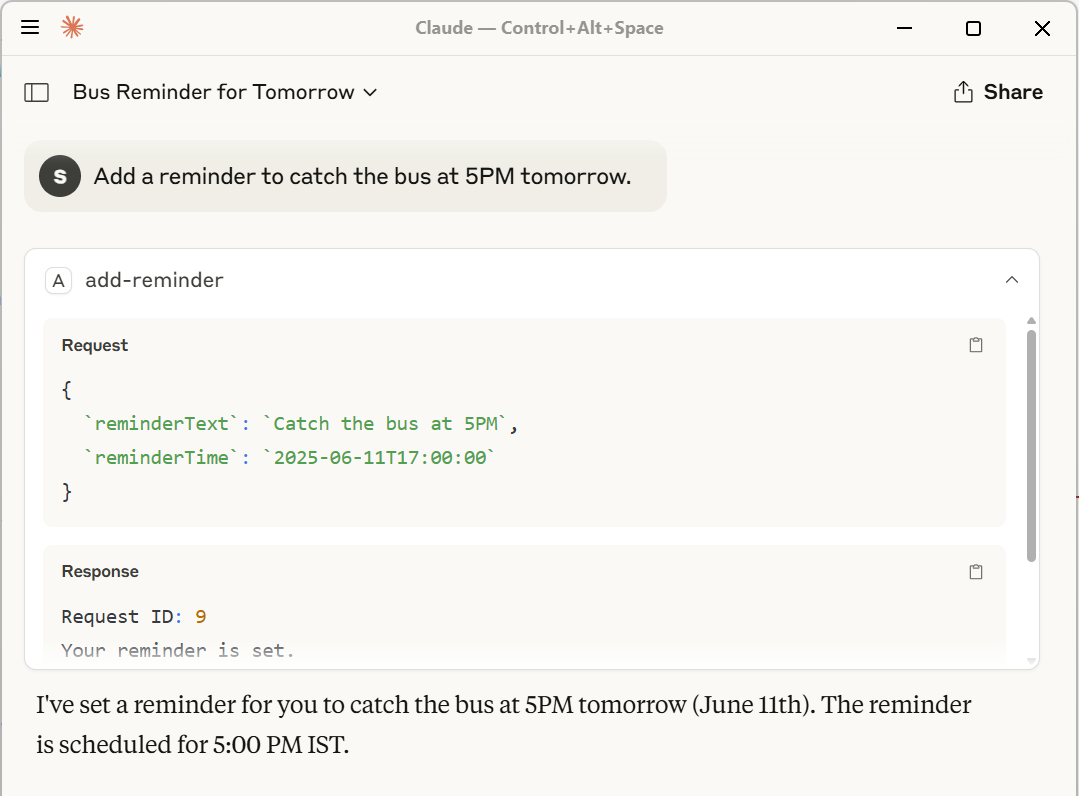 Claude — Control+Alt+Space
Bus Reminder for Tomorrow
Share
S
Add a reminder to catch the bus at 5PM tomorrow.
A add-reminder
Request
{
`reminderText`: `Catch the bus at 5PM`,
`reminderTime`: `2025-06-11T17:00:00`
}
Response
Request ID: 9
Your reminder is set.
I've set a reminder for you to catch the bus at 5PM tomorrow (June 11th). The reminder
is scheduled for 5:00 PM IST.